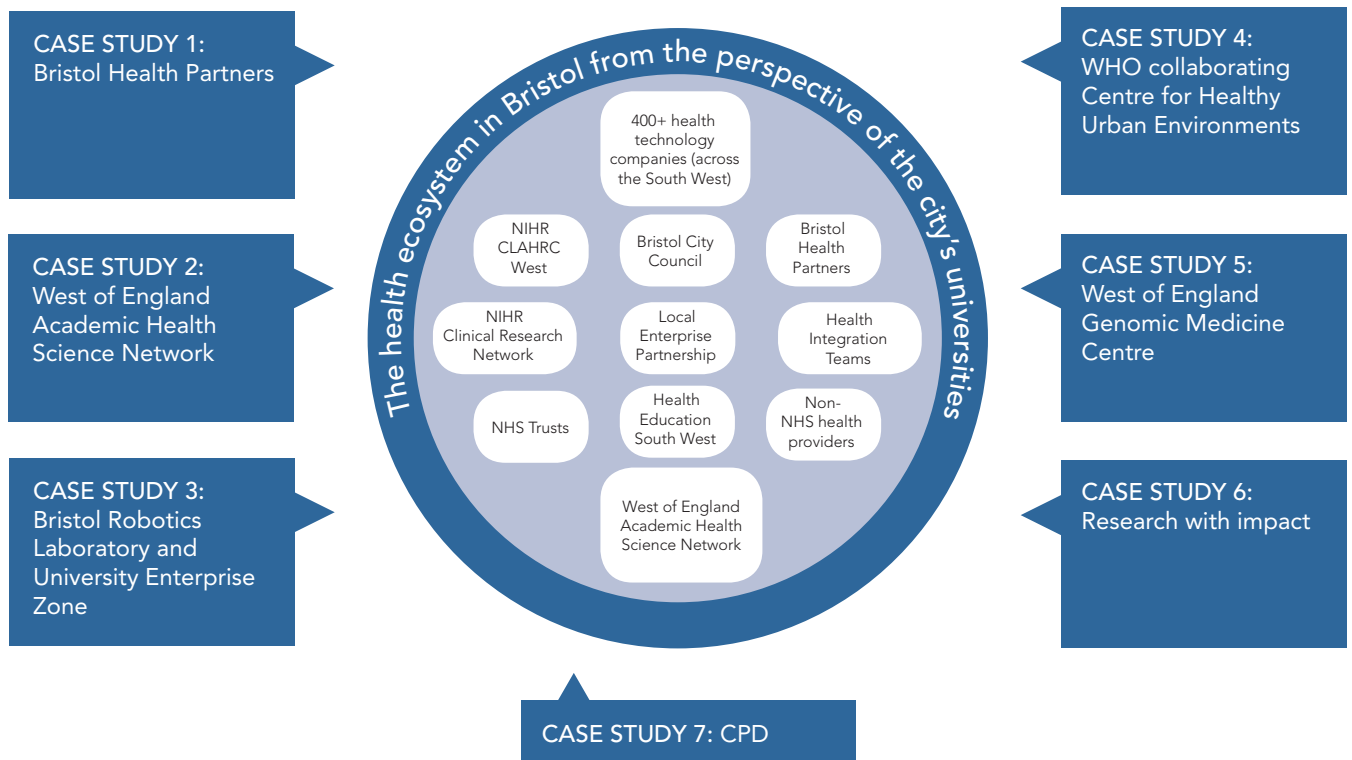 CASE STUDY 1:
Bristol Health Partners
CASE STUDY 2:
West of England
Academic Health
Science Network
CASE STUDY 3:
Bristol Robotics
Laboratory and
University Enterprise
Zone
The health ecosystem in Bristol from the perspective of the city's universities
400+ health
technology
companies (across
the South West)
NIHR
CLAHRC
West
Bristol City
Council
Bristol
Health
Partners
NIHR
Clinical Research
Network
Local
Enterprise
Partnership
Health
Integration
Teams
NHS Trusts
Health
Education
South West
Non-
NHS health
providers
West of England
Academic Health
Science Network
CASE STUDY 4:
WHO collaborating
Centre for Healthy
Urban Environments
CASE STUDY 5:
West of England
Genomic Medicine
Centre
CASE STUDY 6:
Research with impact
CASE STUDY 7: CPD